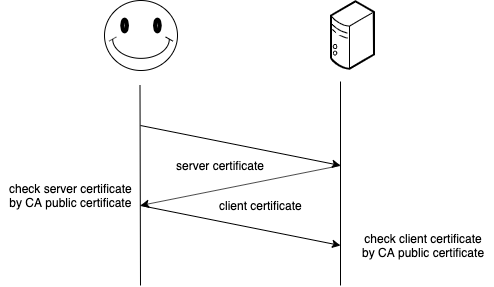 server certificate
check server certificate
by CA public certificate
client certificate
check client certificate
by CA public certificate